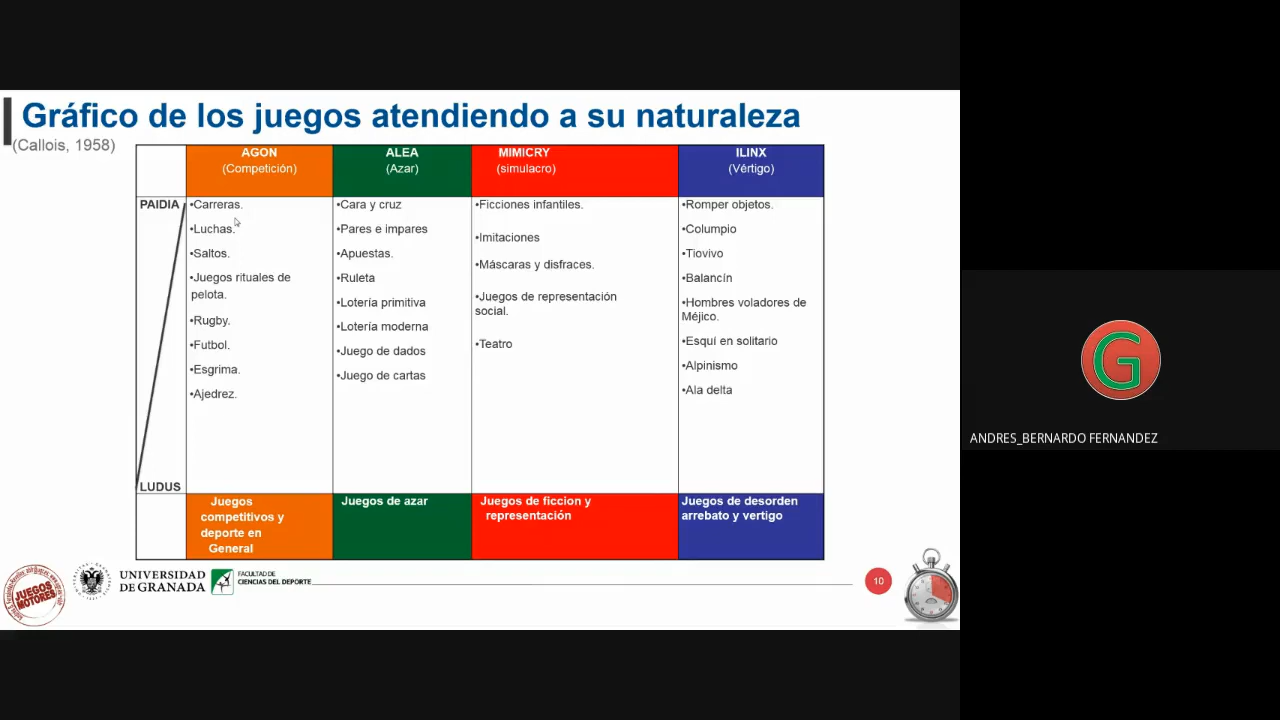 Gráfico de los juegos atendiendo a su naturaleza
(Callois, 1958)
AGON
(Competición)
ALEA
(Azar)
MIMICRY
(simulacro)
ILINX
(Vértigo)
PAIDIA
•Carreras.
•Luchas.
•Saltos.
•Juegos rituales de
pelota.
•Rugby.
•Futbol.
•Esgrima.
•Ajedrez.
•Cara y cruz
•Pares e impares
•Apuestas.
•Ruleta
•Lotería primitiva
•Lotería moderna
•Juego de dados
•Juego de cartas
•Ficciones infantiles.
•Imitaciones
•Máscaras y disfraces.
•Juegos de representación
social.
•Teatro
•Romper objetos.
•Columpio
•Tiovivo
•Balancín
•Hombres voladores de
Méjico.
•Esquí en solitario
•Alpinismo
•Ala delta
LUDUS
Juegos
competitivos y
deporte en
General
Juegos de azar
Juegos de ficcion y
representación
Juegos de desorden
arrebato y vertigo
JUEGOS
MOTORES
UNIVERSIDAD
DE GRANADA
FACULTAD DE
CIENCIAS DEL DEPORTE
10
G
ANDRES_BERNARDO FERNANDEZ